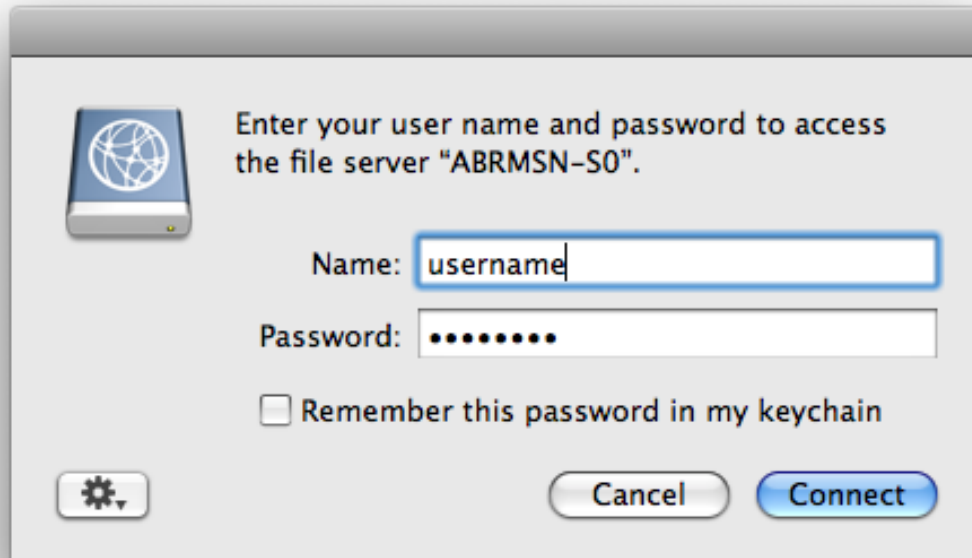 Enter your user name and password to access
the file server “ABRMSN-S0”.
Name: username
Password: ••••••••
Remember this password in my keychain
Cancel Connect